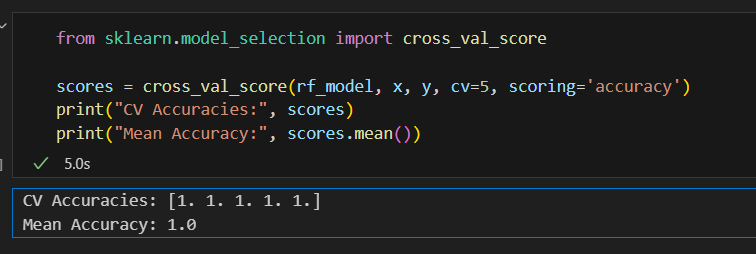 from sklearn.model_selection import cross_val_score
scores = cross_val_score(rf_model, x, y, cv=5, scoring='accuracy')
print("CV Accuracies:", scores)
print("Mean Accuracy:", scores.mean())
5.0s
CV Accuracies: [1. 1. 1. 1. 1.]
Mean Accuracy: 1.0